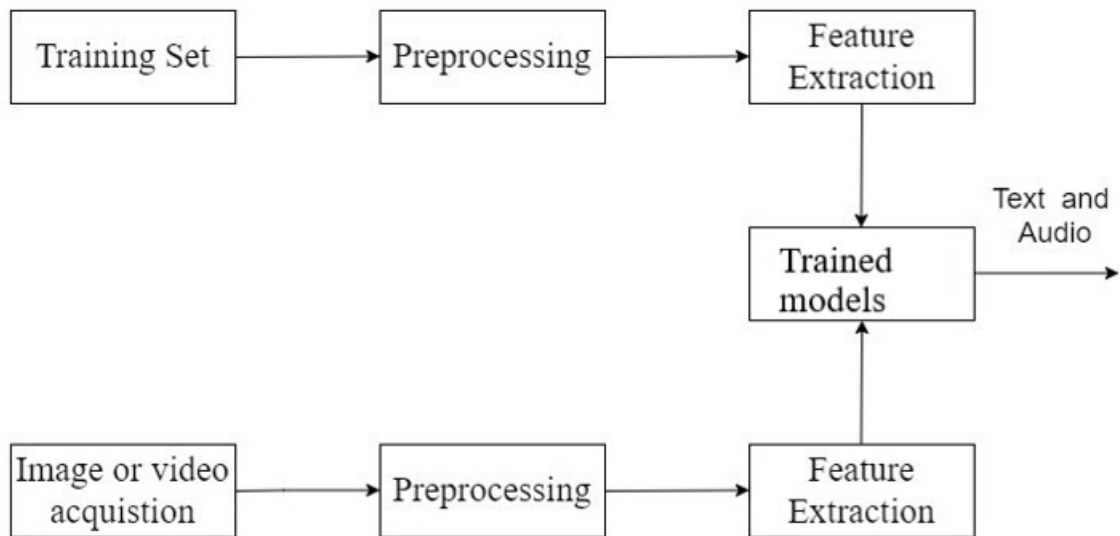 Training Set
Preprocessing
Feature
Extraction
Text and
Audio
Trained
models
Image or video
acquistion
Preprocessing
Feature
Extraction